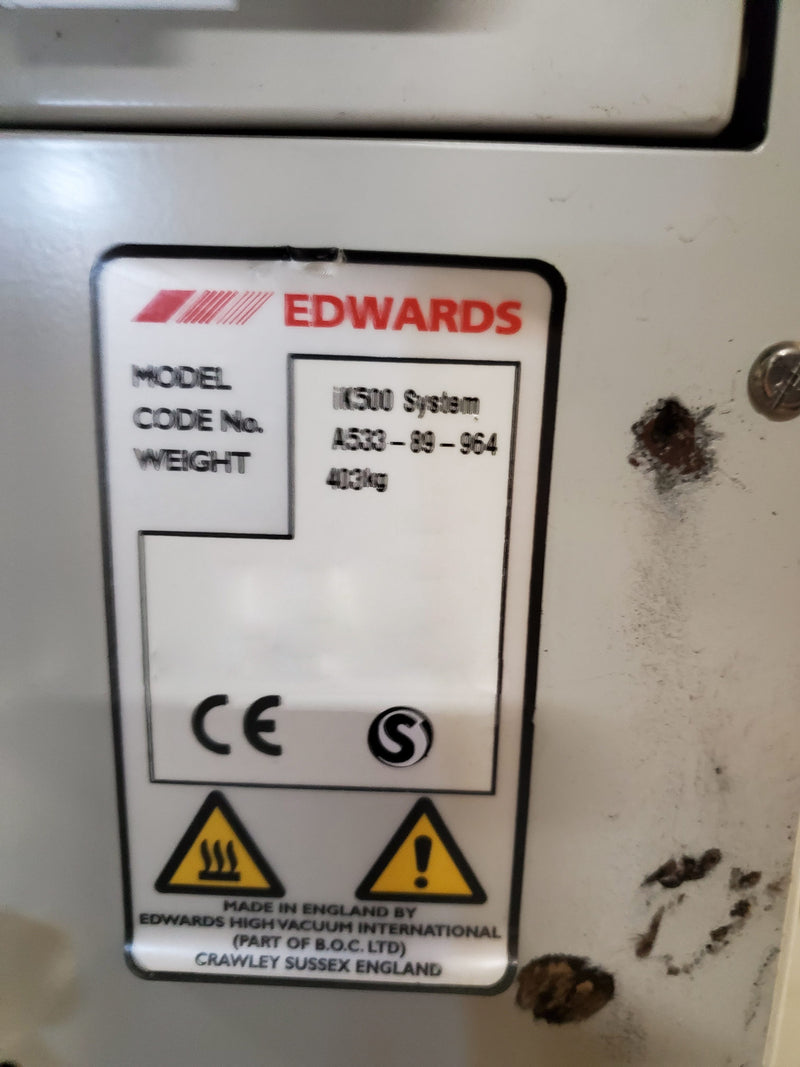 EDWARDS
MODEL iK500 System
CODE No. A533-89-964
WEIGHT 403kg
CE
S
MADE IN ENGLAND BY
EDWARDS HIGH VACUUM INTERNATIONAL
(PART OF B.O.C. LTD)
CRAWLEY SUSSEX ENGLAND